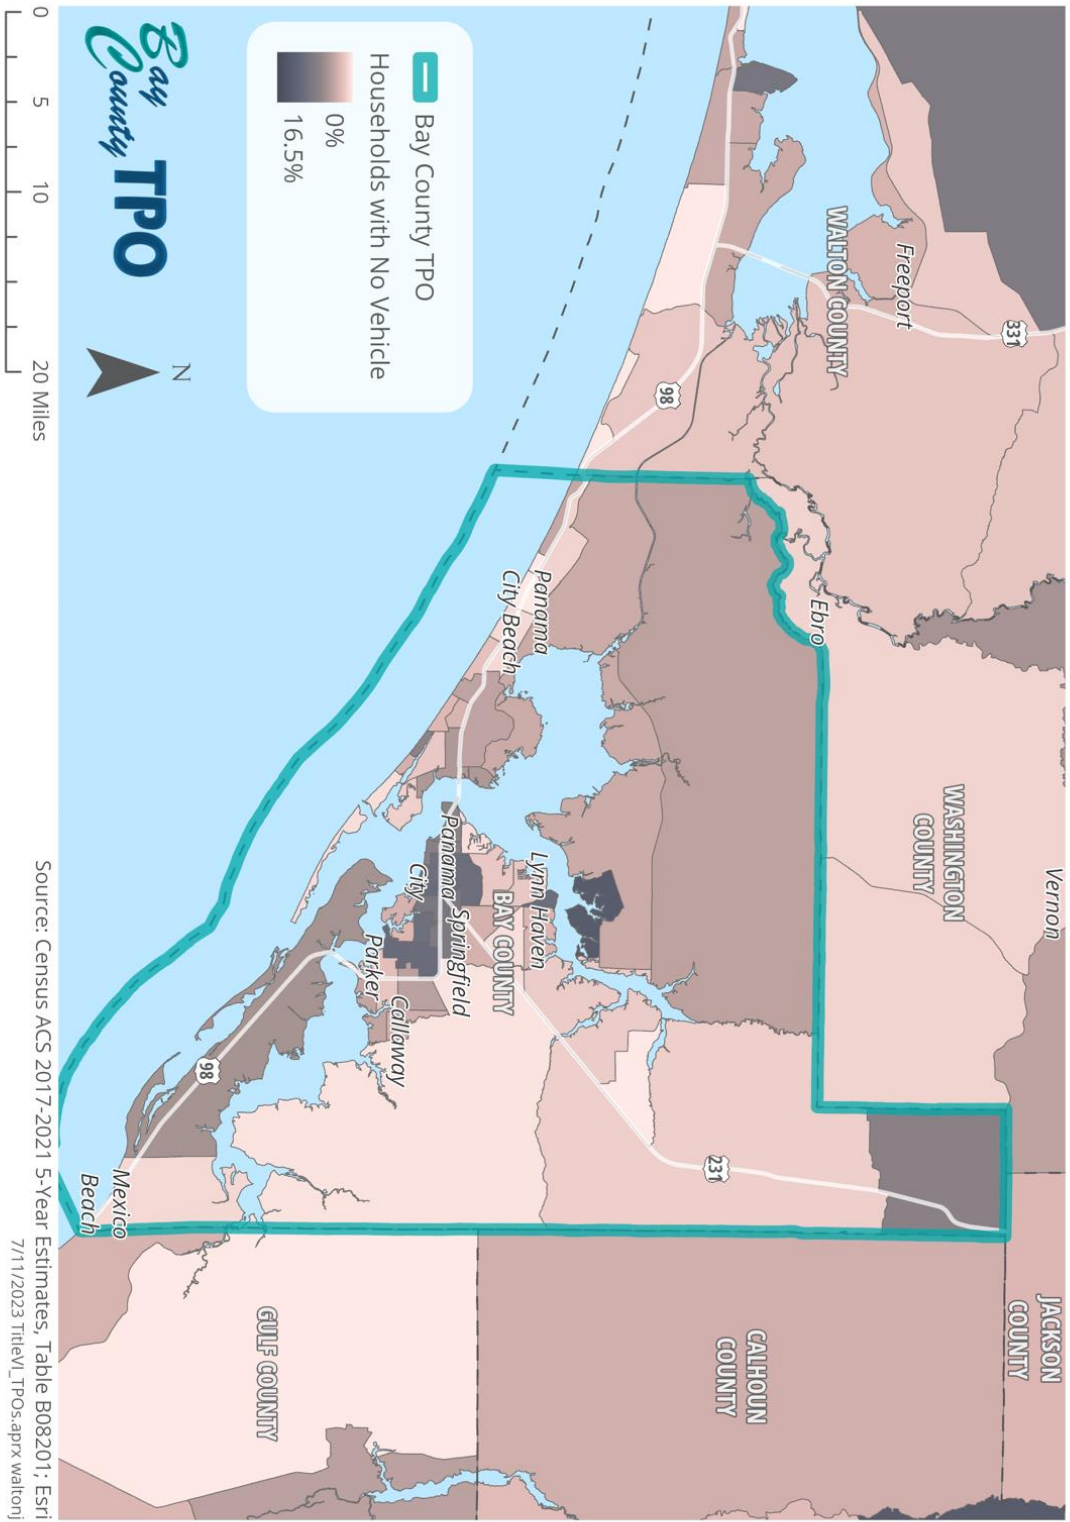 331
Freeport
WALTON COUNTY
98
Ebro
Vernon
WASHINGTON
COUNTY
Panama
City Beach
Lynn Haven
BAY COUNTY
Panama
City
Springfield
Parker
Callaway
231
98
Mexico
Beach
JACKSON
COUNTY
CALHOUN
COUNTY
GULF COUNTY
Bay County TPO
Households with No Vehicle
0%
16.5%
Bay
County TPO
N
0 5 10 20 Miles
Source: Census ACS 2017-2021 5-Year Estimates, Table B08201; Esri
7/11/2023 TitleVI_TPOs.aprx waltonj